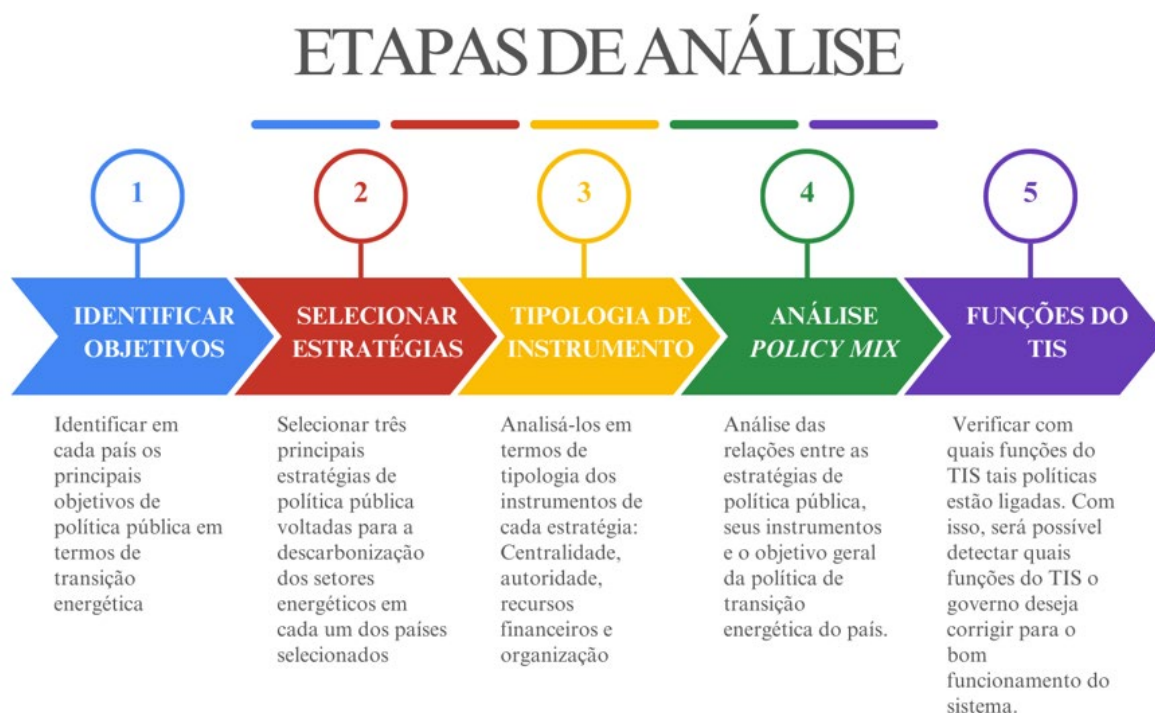 ETAPAS DE ANÁLISE
1
IDENTIFICAR
OBJETIVOS
Identificar em
cada país os
principais
objetivos de
política pública em
termos de
transição
energética
2
SELECIONAR
ESTRATÉGIAS
Selecionar três
principais
estratégias de
política pública
voltadas para a
descarbonização
dos setores
energéticos em
cada um dos países
selecionados
3
TIPOLOGIA DE
INSTRUMENTO
Analisá-los em
termos de
tipologia dos
instrumentos de
cada estratégia:
Centralidade,
autoridade,
recursos
financeiros e
organização
4
ANÁLISE
POLICY MIX
Análise das
relações entre as
estratégias de
política pública,
seus instrumentos
e o objetivo geral
da política de
transição
energética do país.
5
FUNÇÕES DO
TIS
Verificar com
quais funções do
TIS tais políticas
estão ligadas. Com
isso, será possível
detectar quais
funções do TIS o
governo deseja
corrigir para o
bom
funcionamento do
sistema.